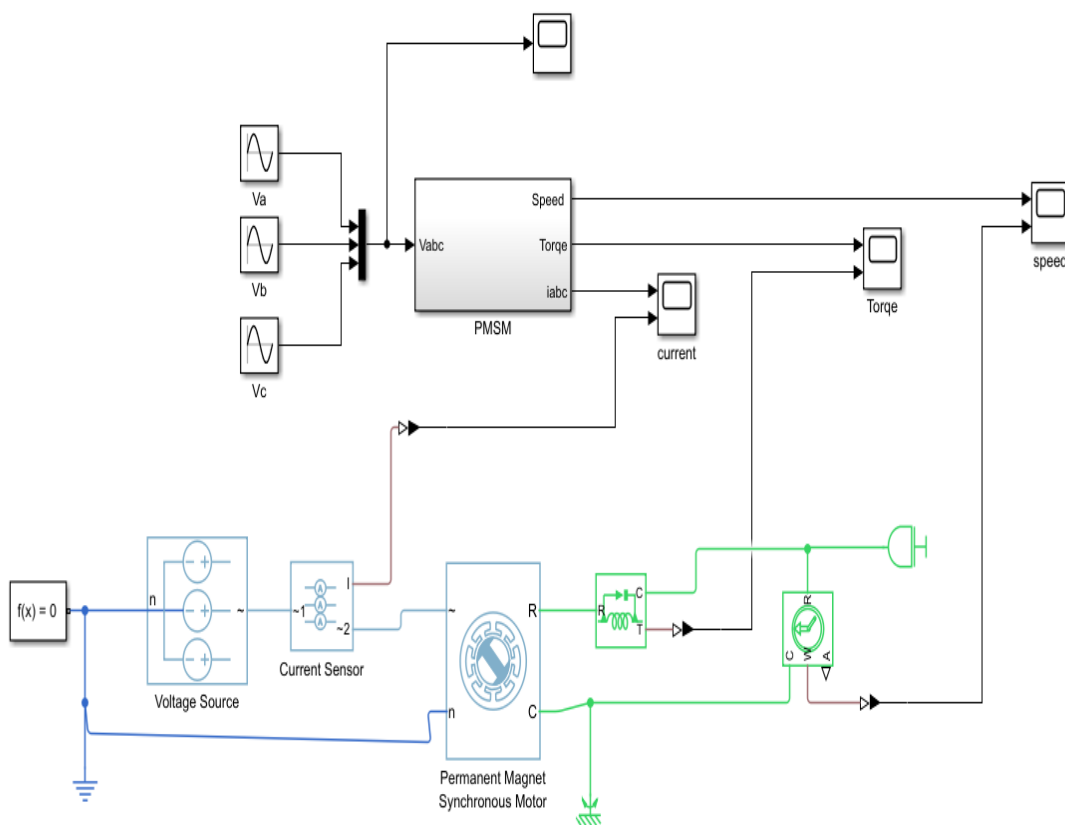 Va
Vb
Vc
Vabc
Speed
Torqe
iabc
PMSM
current
Torqe
speed
f(x) = 0
n
~
Voltage Source
~1
I
~2
Current Sensor
~
n
R
C
Permanent Magnet
Synchronous Motor
R
C
T
R
C
W
A